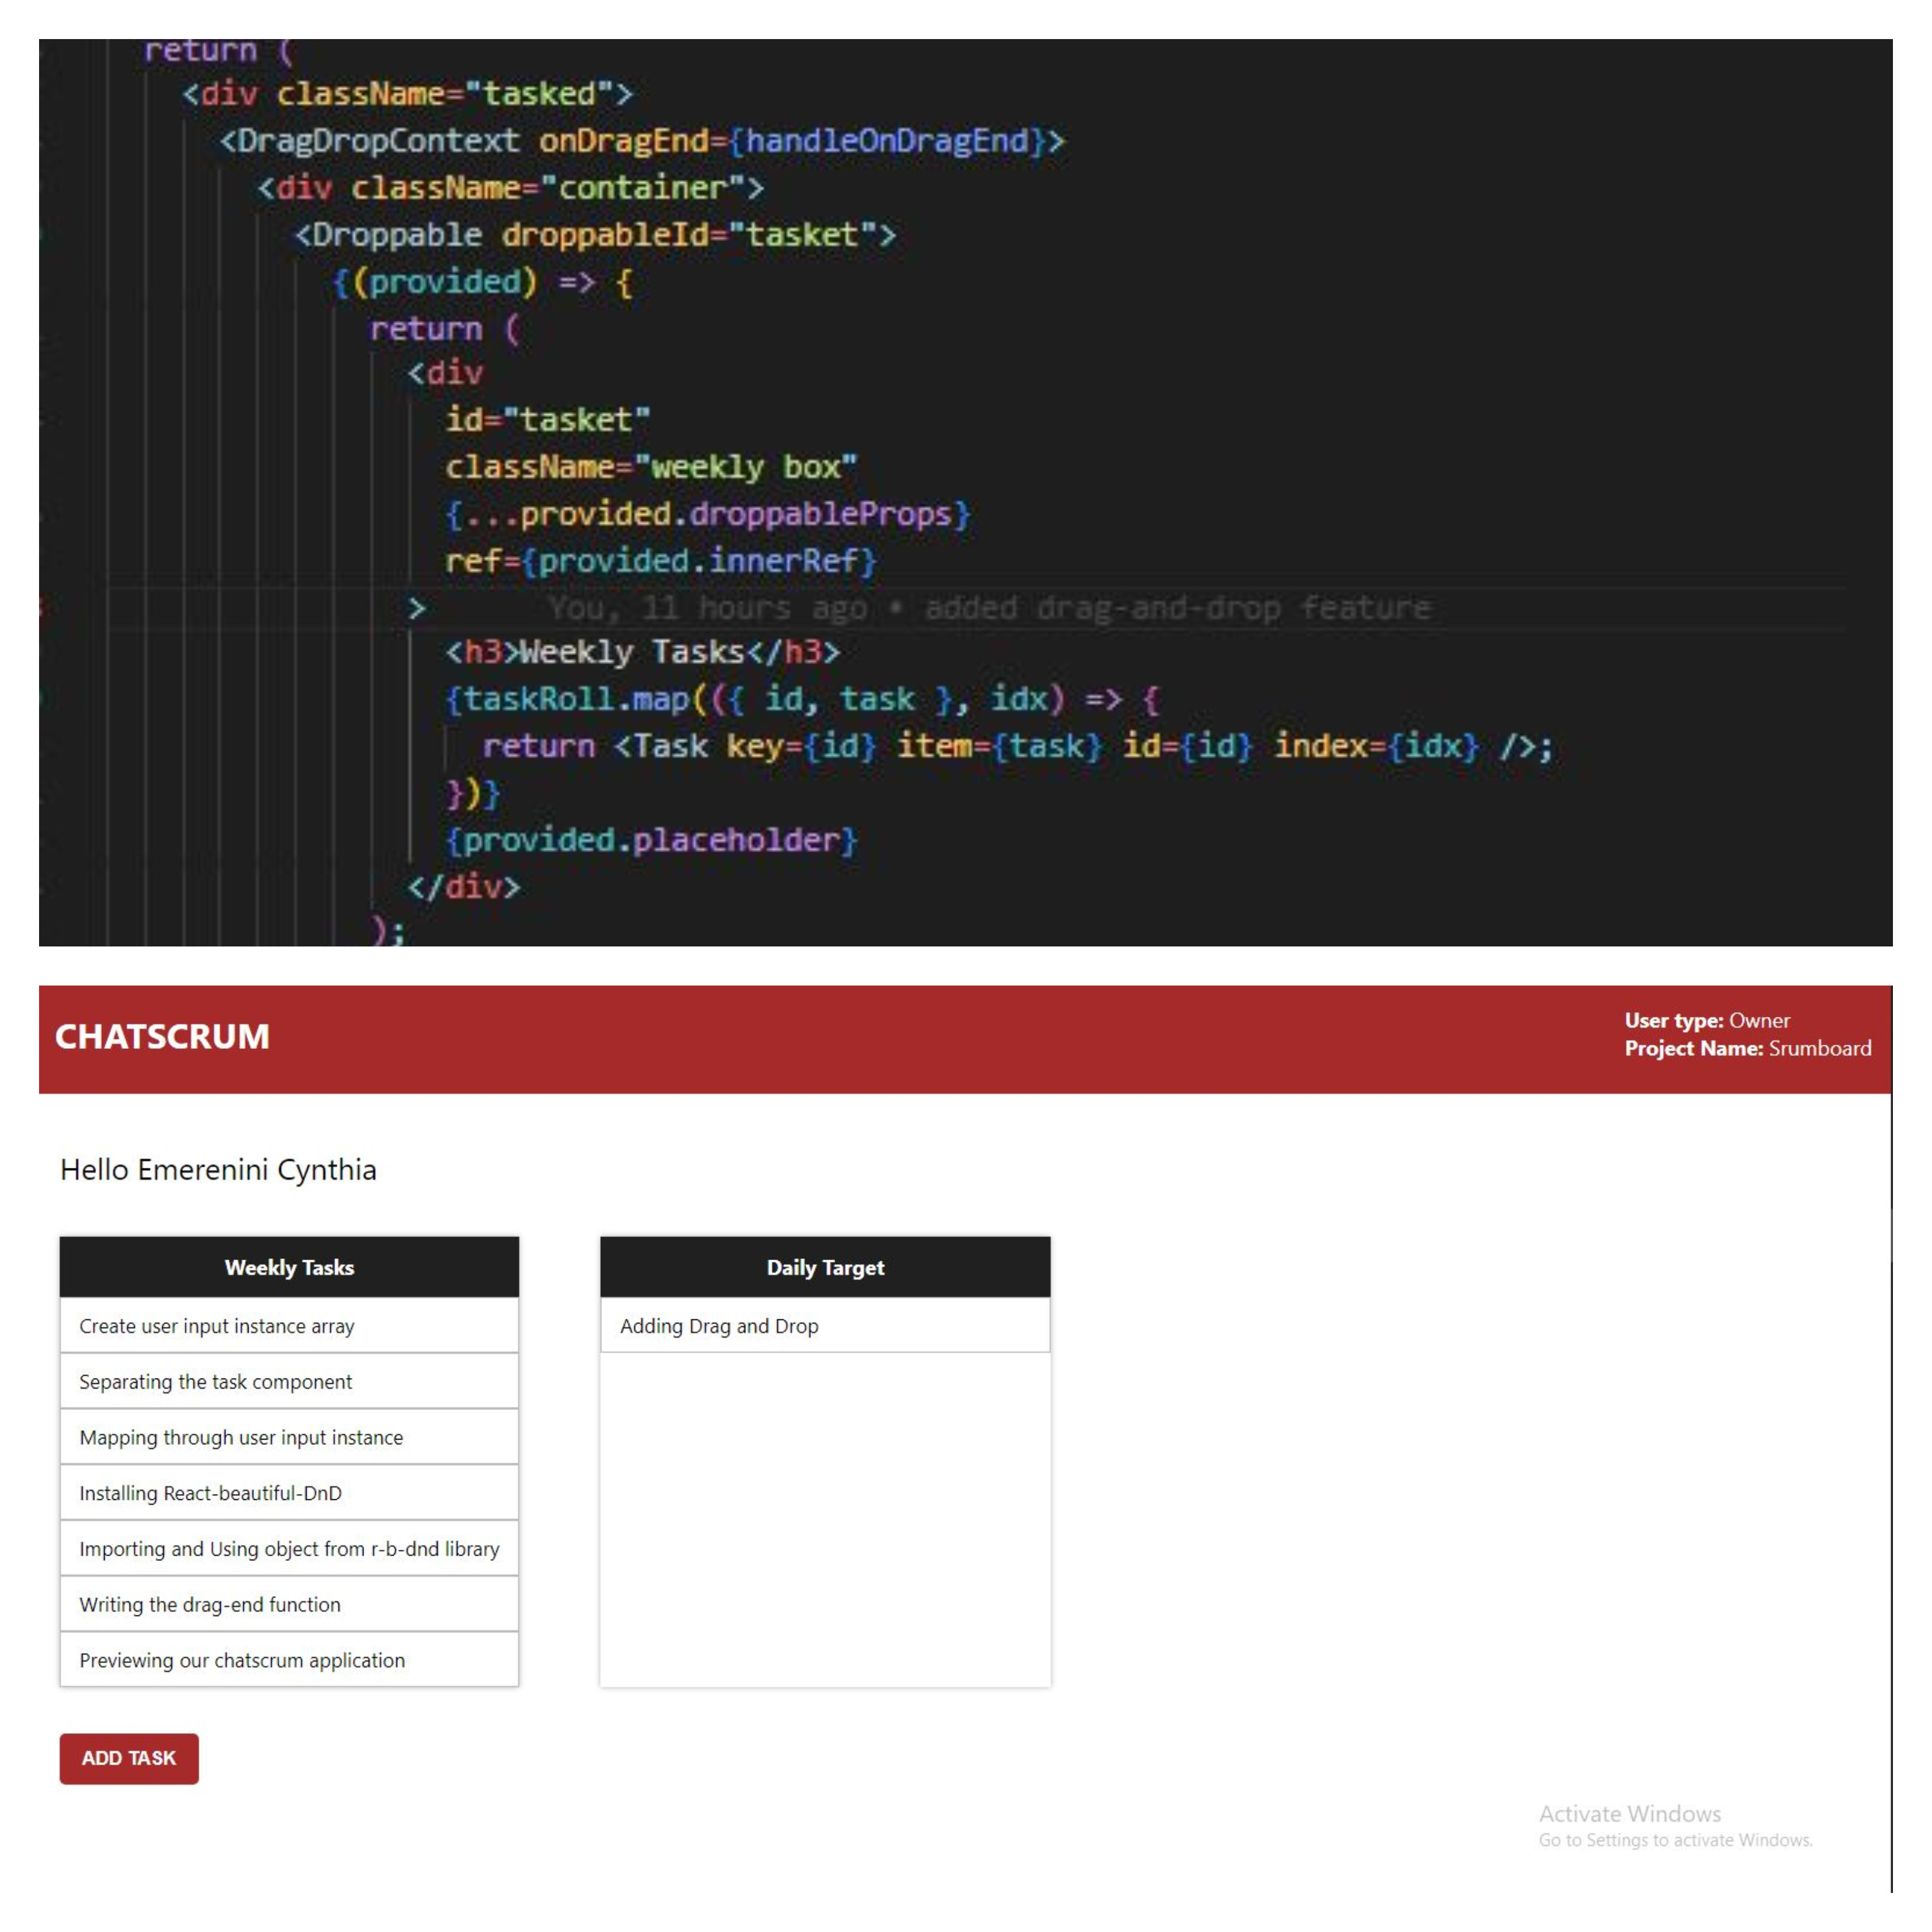 return (
<div className="tasked">
<DragDropContext onDragEnd={handleOnDragEnd}>
<div className="container">
<Droppable droppableId="tasket">
{(provided) => {
return (
<div
id="tasket"
className="weekly box"
{...provided.droppableProps}
ref={provided.innerRef}
> You, 11 hours ago • added drag-and-drop feature
<h3>Weekly Tasks</h3>
{taskRoll.map(({ id, task }, idx) => {
return <Task key={id} item={task} id={id} index={idx} />;
})}
{provided.placeholder}
</div>
);
CHATSCRUM
User type: Owner
Project Name: Srumboard
Hello Emerenini Cynthia
Weekly Tasks
Create user input instance array
Separating the task component
Mapping through user input instance
Installing React-beautiful-DnD
Importing and Using object from r-b-dnd library
Writing the drag-end function
Previewing our chatscrum application
Daily Target
Adding Drag and Drop
ADD TASK
Activate Windows
Go to Settings to activate Windows.